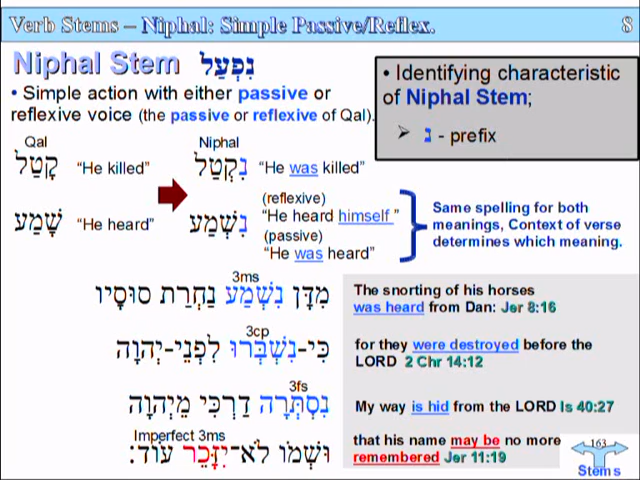 Verb Stems – Niphal: Simple Passive/Reflex. 8
Niphal Stem נִפְעַל
• Simple action with either passive or
reflexive voice (the passive or reflexive of Qal).
• Identifying characteristic
of Niphal Stem;
➢ נ - prefix
Qal
קָטַל "He killed"
Niphal
נִקְטַל "He was killed"
שָׁמַע "He heard"
נִשְׁמַע
(reflexive)
"He heard himself "
(passive)
"He was heard"
Same spelling for both
meanings, Context of verse
determines which meaning.
3ms
מִדָּן נִשְׁמַע נַחְרַת סוּסָיו
The snorting of his horses
was heard from Dan: Jer 8:16
3cp
כִּי-נִשְׁבְּרוּ לִפְנֵי-יְהוָה
for they were destroyed before the
LORD 2 Chr 14:12
3fs
נִסְתְּרָה דַרְכִּי מֵיְהוָה
My way is hid from the LORD Is 40:27
Imperfect 3ms
וּשְׁמוֹ לֹא־יִזָּכֵר עוֹד׃
that his name may be no more
remembered Jer 11:19
163
Stems